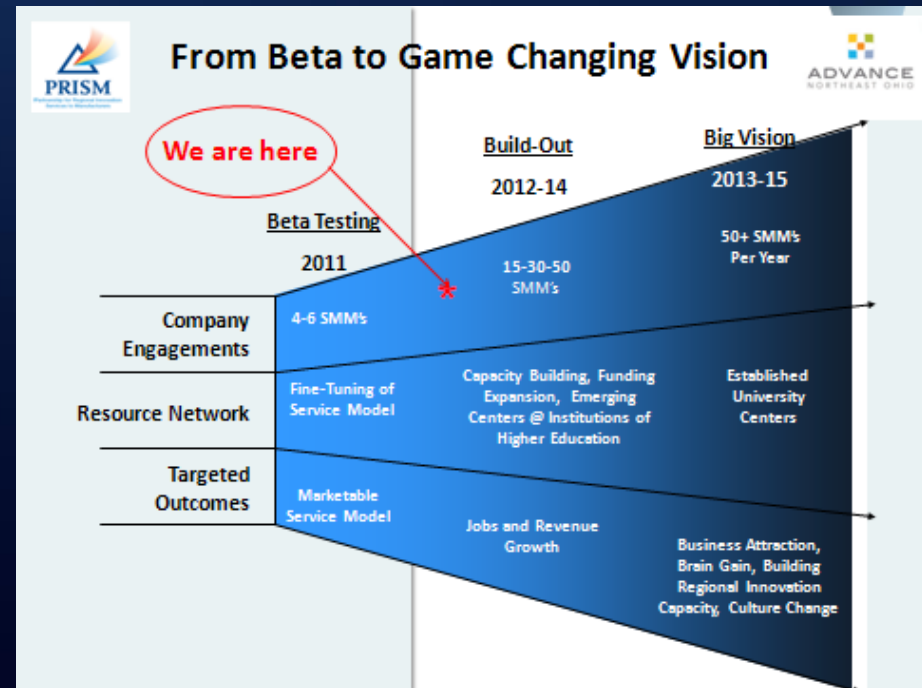 From Beta to Game Changing Vision
PRISM
Partnership for Regional Innovation
Services to Manufacturers
ADVANCE
NORTHEAST OHIO
We are here
Beta Testing
2011
Build-Out
2012-14
Big Vision
2013-15
Company
Engagements
4-6 SMM's
15-30-50
SMM's
50+ SMM's
Per Year
Resource Network
Fine-Tuning of
Service Model
Capacity Building, Funding
Expansion, Emerging
Centers @ Institutions of
Higher Education
Established
University
Centers
Targeted
Outcomes
Marketable
Service Model
Jobs and Revenue
Growth
Business Attraction,
Brain Gain, Building
Regional Innovation
Capacity, Culture Change